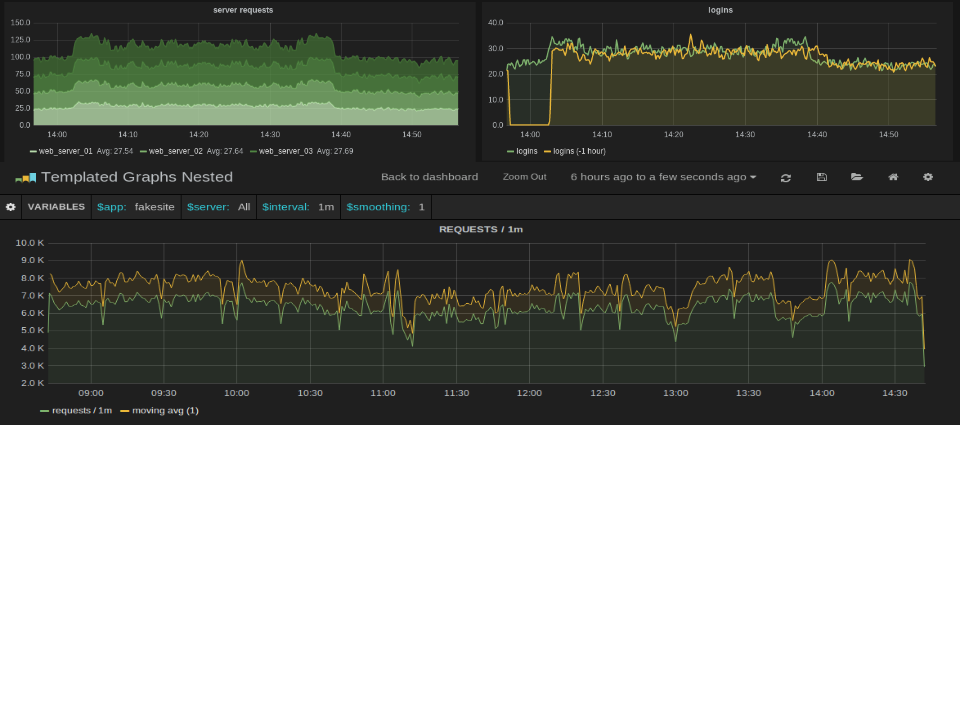 server requests
150.0
125.0
100.0
75.0
50.0
25.0
0.0
14:00 14:10 14:20 14:30 14:40 14:50
web_server_01 Avg: 27.54 web_server_02 Avg: 27.64 web_server_03 Avg: 27.69
logins
40.0
30.0
20.0
10.0
0.0
14:00 14:10 14:20 14:30 14:40 14:50
logins logins (-1 hour)
Templated Graphs Nested Back to dashboard Zoom Out 6 hours ago to a few seconds ago
VARIABLES $app: fakesite $server: All $interval: 1m $smoothing: 1
REQUESTS / 1m
10.0 K
9.0 K
8.0 K
7.0 K
6.0 K
5.0 K
4.0 K
3.0 K
2.0 K
09:00 09:30 10:00 10:30 11:00 11:30 12:00 12:30 13:00 13:30 14:00 14:30
requests / 1m moving avg (1)